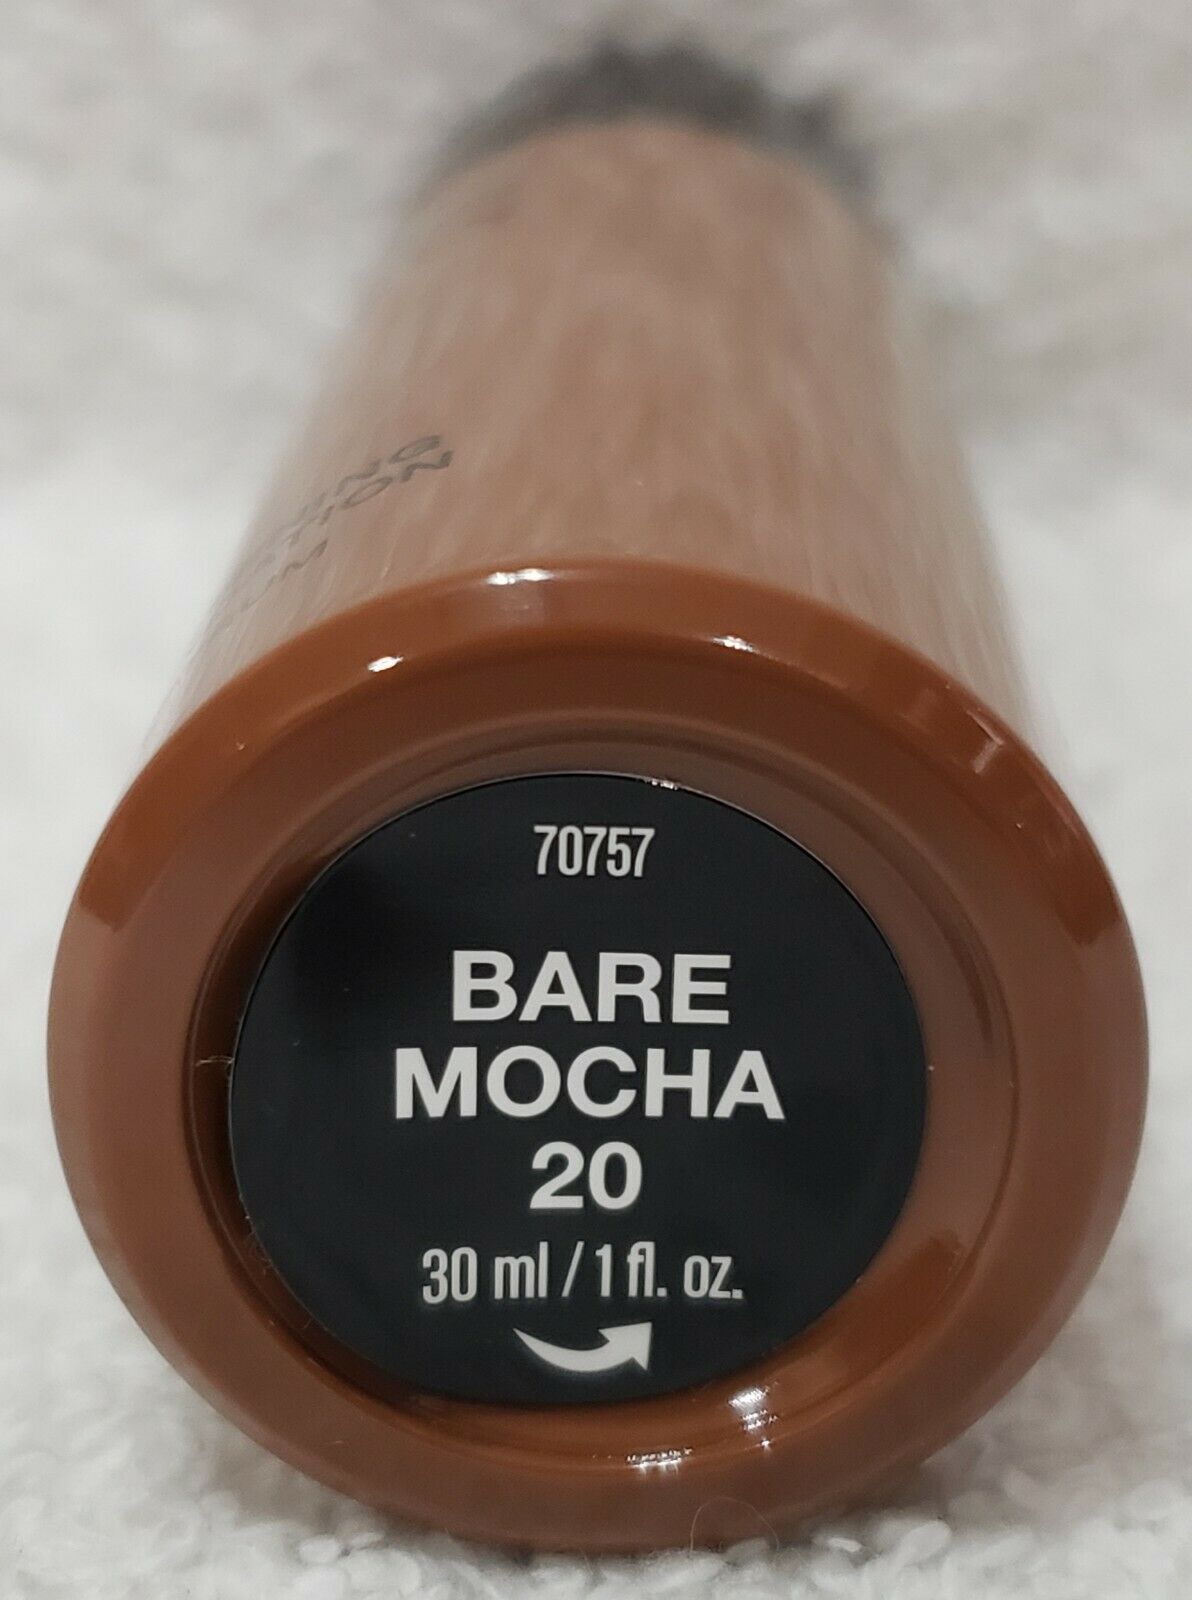 70757
BARE
MOCHA
20
30 ml / 1 fl. oz.